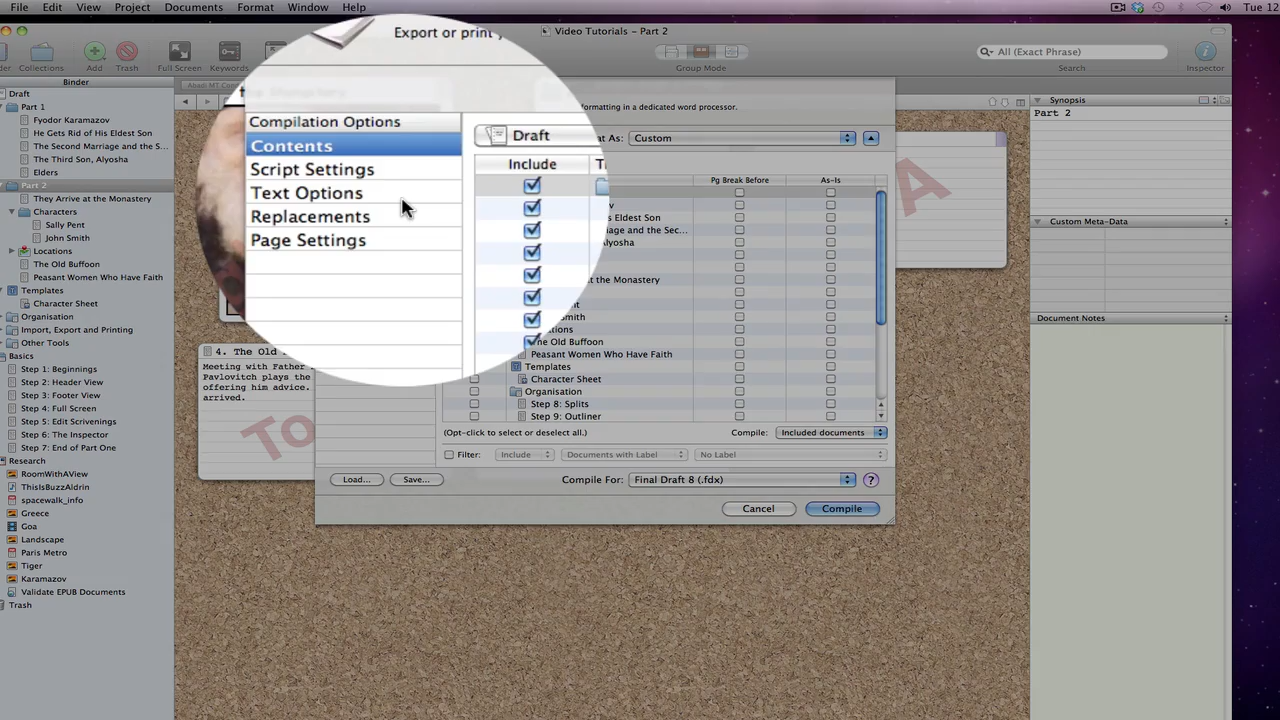 File Edit View Project Documents Format Window Help Tue 12
Video Tutorials – Part 2
Collections Add Trash Full Screen Keywords Group Mode Search Inspector
All (Exact Phrase)
Binder
Draft
Part 1
Fyodor Karamazov
He Gets Rid of His Eldest Son
The Second Marriage and the S...
The Third Son, Alyosha
Elders
Part 2
They Arrive at the Monastery
Characters
Sally Pent
John Smith
Locations
The Old Buffoon
Peasant Women Who Have Faith
Templates
Character Sheet
Organisation
Import, Export and Printing
Other Tools
Basics
Step 1: Beginnings
Step 2: Header View
Step 3: Footer View
Step 4: Full Screen
Step 5: Edit Scrivenings
Step 6: The Inspector
Step 7: End of Part One
Research
RoomWithAView
ThisIsBuzzAldrin
spacewalk_info
Greece
Goa
Landscape
Paris Metro
Tiger
Karamazov
Validate EPUB Documents
Trash
Export or print
formatting in a dedicated word processor.
at As: Custom
Compilation Options
Contents
Script Settings
Text Options
Replacements
Page Settings
Draft
Include
Pg Break Before As-Is
s Eldest Son
iage and the Sec...
Alyosha
at the Monastery
The Old Buffoon
Peasant Women Who Have Faith
Templates
Character Sheet
Organisation
Step 8: Splits
Step 9: Outliner
(Opt-click to select or deselect all.)
Compile: Included documents
Filter: Include Documents with Label No Label
Load... Save...
Compile For: Final Draft 8 (.fdx)
Cancel Compile
4. The Old
Meeting with Father
Pavlovitch plays the
offering him advice.
arrived.
To
Synopsis
Part 2
Custom Meta-Data
Document Notes